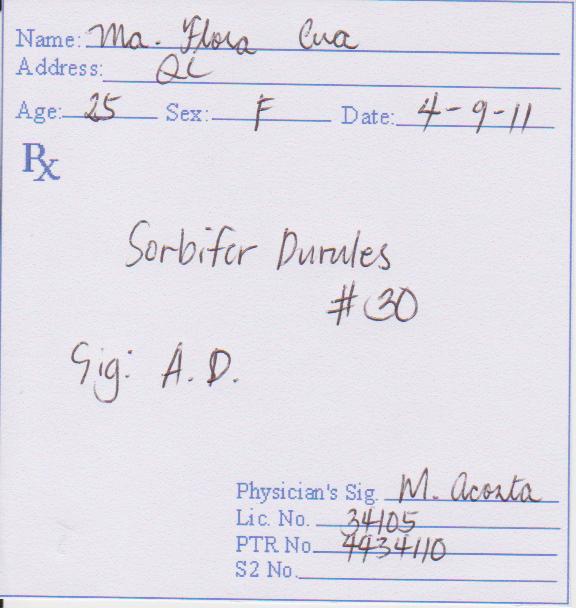 Name: Ma. Flora Cua
Address: QC
Age: 25 Sex: F Date: 4-9-11
Rx
Sorbifer Durules
#30
Sig: A.D.
Physician's Sig. M. Acosta
Lic. No. 34105
PTR No. 4434110
S2 No.